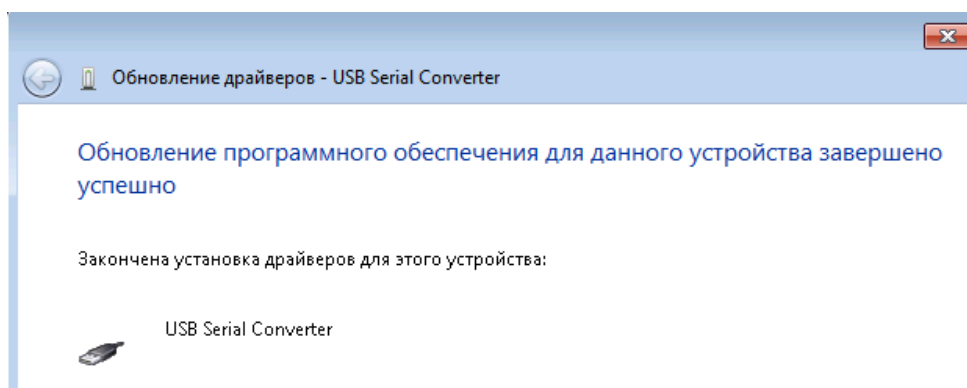 Обновление драйверов - USB Serial Converter
Обновление программного обеспечения для данного устройства завершено
успешно
Закончена установка драйверов для этого устройства:
USB Serial Converter